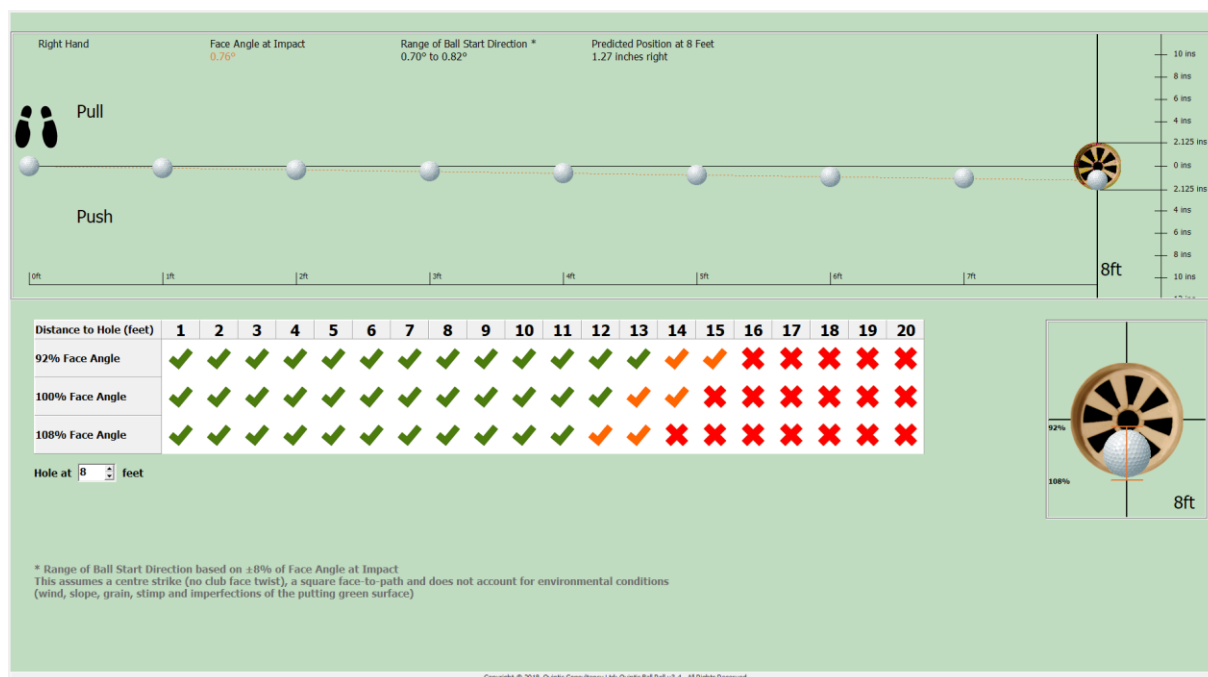 Right Hand
Face Angle at Impact
0.76°
Range of Ball Start Direction *
0.70° to 0.82°
Predicted Position at 8 Feet
1.27 inches right
10 ins
8 ins
6 ins
4 ins
2.125 ins
0 ins
2.125 ins
4 ins
6 ins
8 ins
10 ins
Pull
Push
0ft 1ft 2ft 3ft 4ft 5ft 6ft 7ft
8ft
Distance to Hole (feet) 1 2 3 4 5 6 7 8 9 10 11 12 13 14 15 16 17 18 19 20
92% Face Angle
100% Face Angle
108% Face Angle
Hole at 8 feet
92%
108%
8ft
* Range of Ball Start Direction based on ±8% of Face Angle at Impact
This assumes a centre strike (no club face twist), a square face-to-path and does not account for environmental conditions
(wind, slope, grain, stimp and imperfections of the putting green surface)